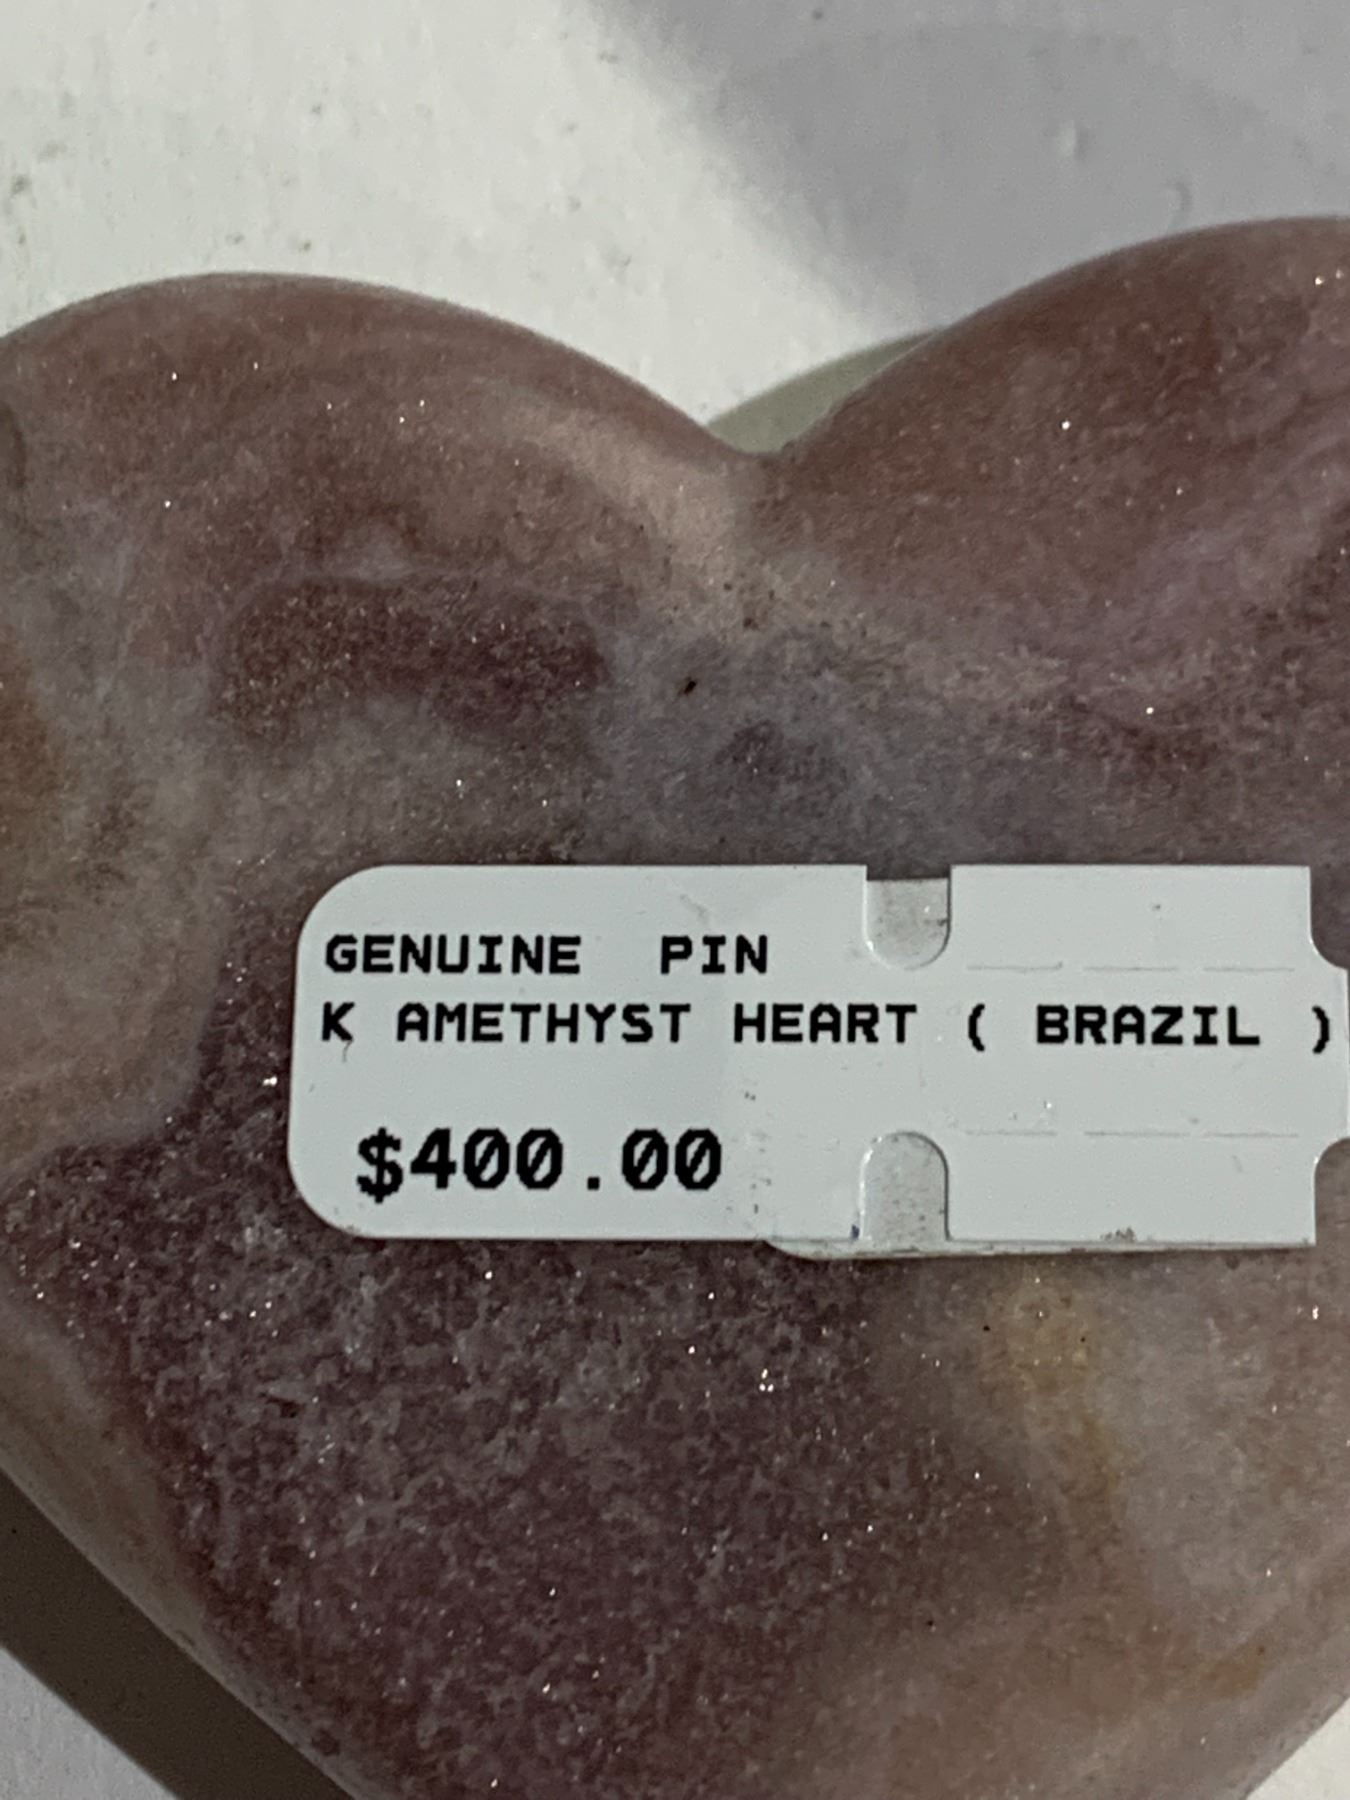 GENUINE PIN
K AMETHYST HEART ( BRAZIL )
$400.00